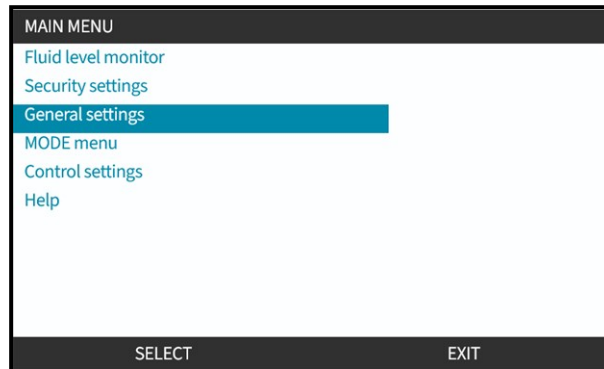 MAIN MENU
Fluid level monitor
Security settings
General settings
MODE menu
Control settings
Help
SELECT EXIT